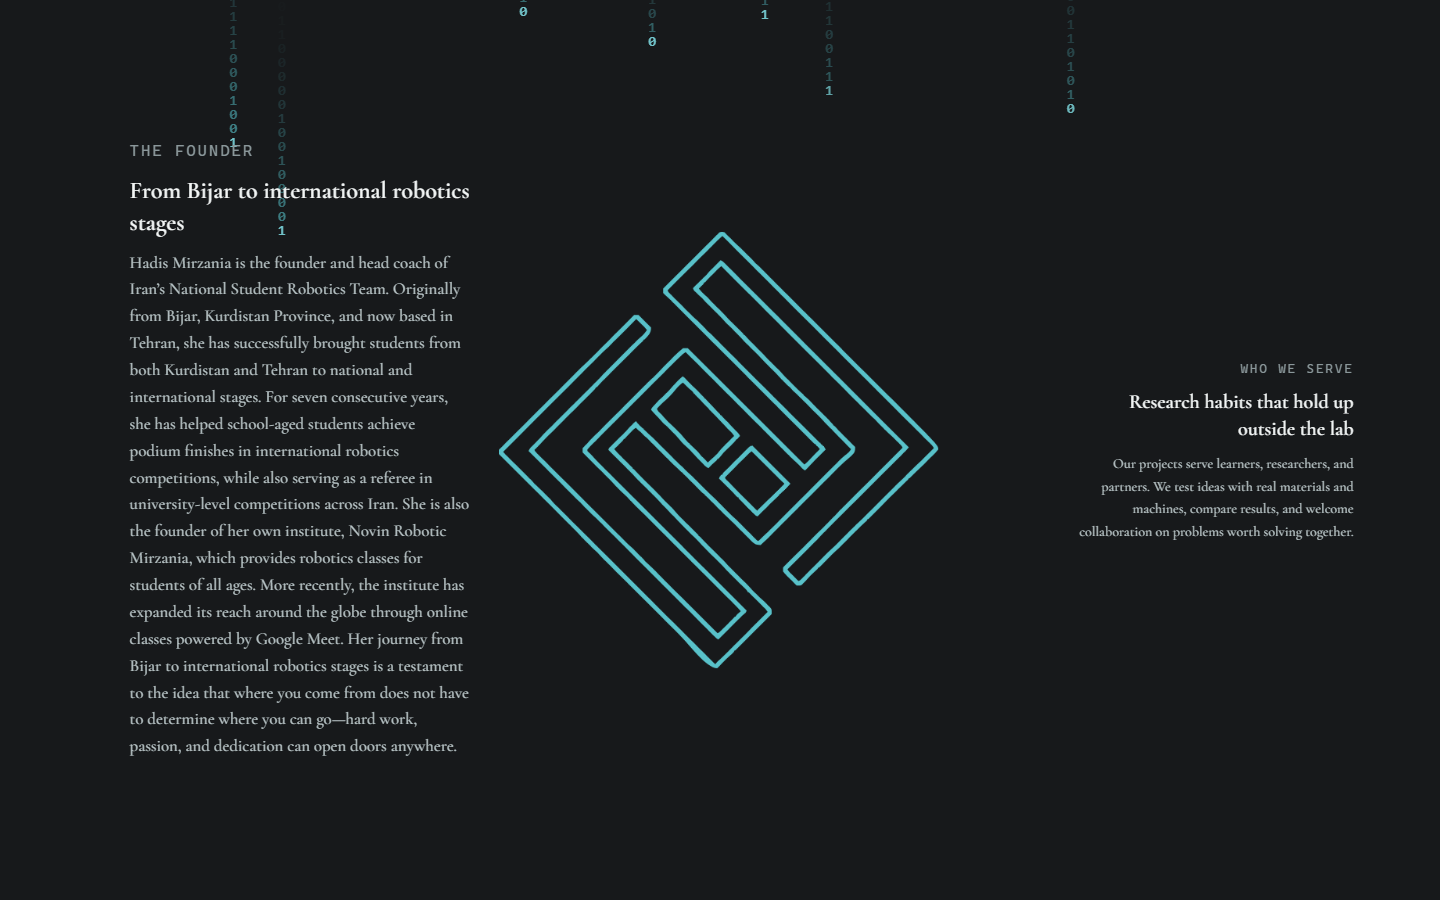 THE FOUNDER
From Bijar to international robotics
stages
Hadis Mirzania is the founder and head coach of
Iran’s National Student Robotics Team. Originally
from Bijar, Kurdistan Province, and now based in
Tehran, she has successfully brought students from
both Kurdistan and Tehran to national and
international stages. For seven consecutive years,
she has helped school-aged students achieve
podium finishes in international robotics
competitions, while also serving as a referee in
university-level competitions across Iran. She is also
the founder of her own institute, Novin Robotic
Mirzania, which provides robotics classes for
students of all ages. More recently, the institute has
expanded its reach around the globe through online
classes powered by Google Meet. Her journey from
Bijar to international robotics stages is a testament
to the idea that where you come from does not have
to determine where you can go—hard work,
passion, and dedication can open doors anywhere.
WHO WE SERVE
Research habits that hold up
outside the lab
Our projects serve learners, researchers, and
partners. We test ideas with real materials and
machines, compare results, and welcome
collaboration on problems worth solving together.